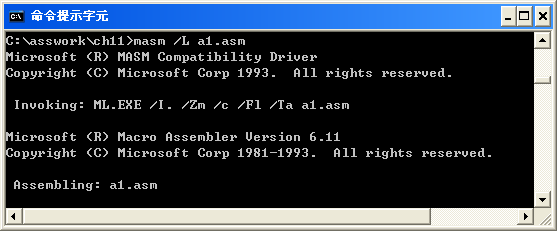 命令提示字元
C:\asswork\ch11>masm /L a1.asm
Microsoft (R) MASM Compatibility Driver
Copyright (C) Microsoft Corp 1993.  All rights reserved.
Invoking: ML.EXE /I. /Zm /c /Fl /Ta a1.asm
Microsoft (R) Macro Assembler Version 6.11
Copyright (C) Microsoft Corp 1981-1993.  All rights reserved.
Assembling: a1.asm